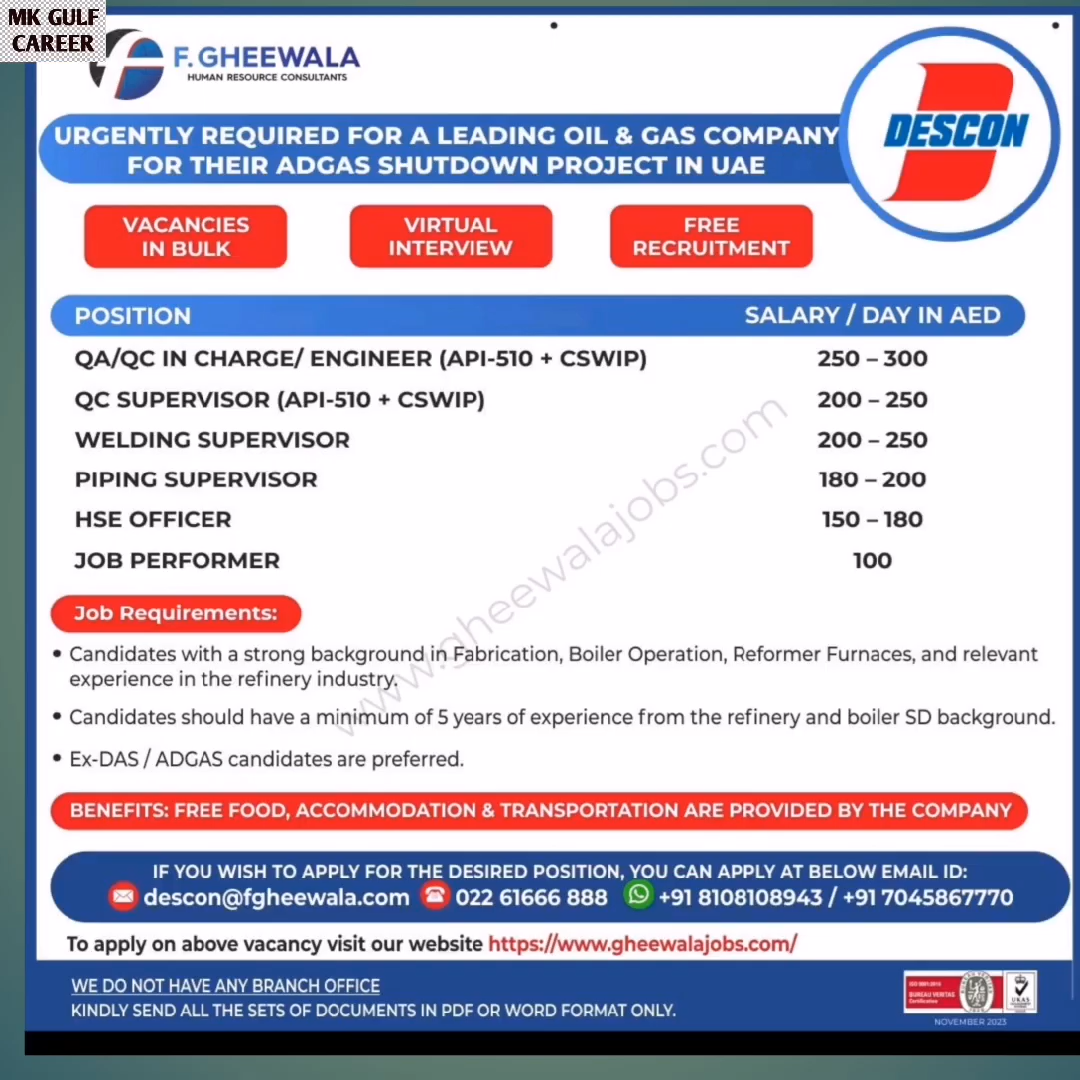 MK GULF
CAREER
F. GHEEWALA
HUMAN RESOURCE CONSULTANTS
DESCON
URGENTLY REQUIRED FOR A LEADING OIL & GAS COMPANY
FOR THEIR ADGAS SHUTDOWN PROJECT IN UAE
VACANCIES
IN BULK
VIRTUAL
INTERVIEW
FREE
RECRUITMENT
POSITION SALARY / DAY IN AED
QA/QC IN CHARGE/ ENGINEER (API-510 + CSWIP) 250 – 300
QC SUPERVISOR (API-510 + CSWIP) 200 – 250
WELDING SUPERVISOR 200 – 250
PIPING SUPERVISOR 180 – 200
HSE OFFICER 150 – 180
JOB PERFORMER 100
www.gheewalajobs.com
Job Requirements:
• Candidates with a strong background in Fabrication, Boiler Operation, Reformer Furnaces, and relevant
experience in the refinery industry.
• Candidates should have a minimum of 5 years of experience from the refinery and boiler SD background.
• Ex-DAS / ADGAS candidates are preferred.
BENEFITS: FREE FOOD, ACCOMMODATION & TRANSPORTATION ARE PROVIDED BY THE COMPANY
IF YOU WISH TO APPLY FOR THE DESIRED POSITION, YOU CAN APPLY AT BELOW EMAIL ID:
descon@fgheewala.com 022 61666 888 +91 8108108943 / +91 7045867770
To apply on above vacancy visit our website https://www.gheewalajobs.com/
WE DO NOT HAVE ANY BRANCH OFFICE
KINDLY SEND ALL THE SETS OF DOCUMENTS IN PDF OR WORD FORMAT ONLY.
BUREAU VERITAS
Certification
UKAS
NOVEMBER 2023